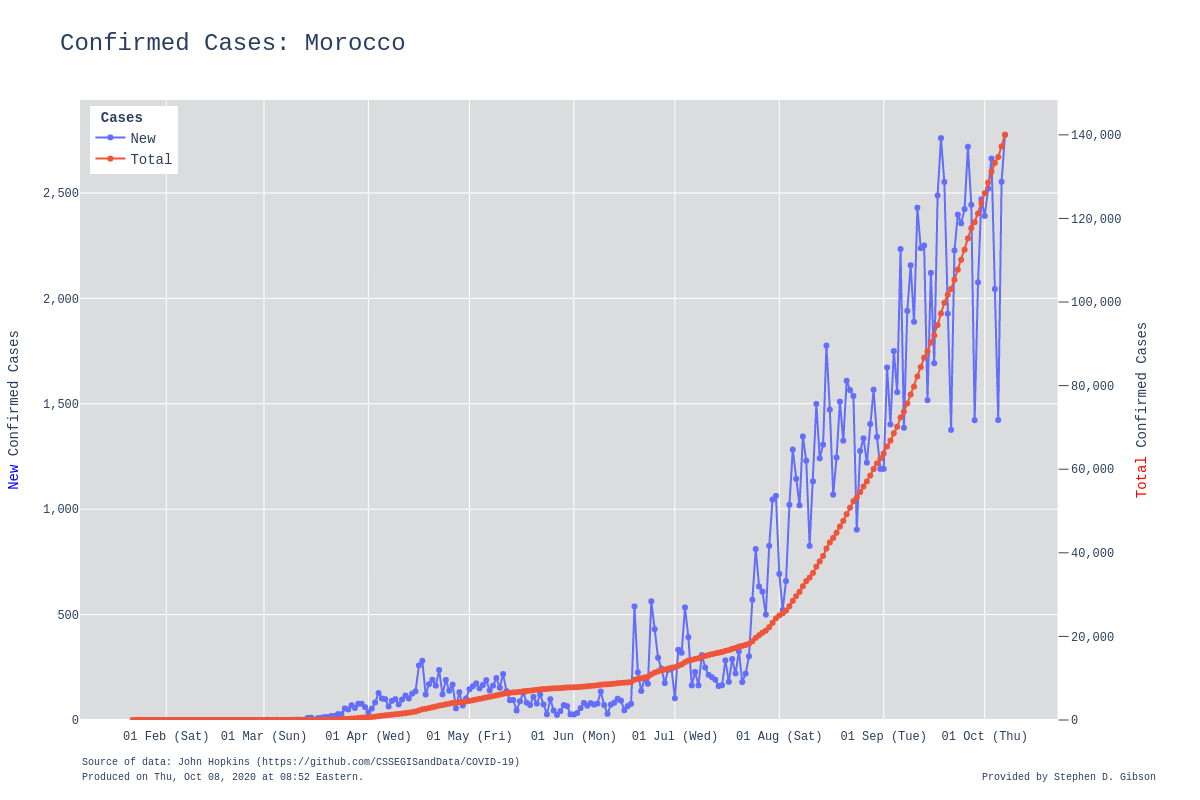 Confirmed Cases: Morocco
Cases
New
Total
2,500
2,000
1,500
1,000
500
0
140,000
120,000
100,000
80,000
60,000
40,000
20,000
0
New Confirmed Cases
Total Confirmed Cases
01 Feb (Sat) 01 Mar (Sun) 01 Apr (Wed) 01 May (Fri) 01 Jun (Mon) 01 Jul (Wed) 01 Aug (Sat) 01 Sep (Tue) 01 Oct (Thu)
Source of data: John Hopkins (https://github.com/CSSEGISandData/COVID-19)
Produced on Thu, Oct 08, 2020 at 08:52 Eastern.
Provided by Stephen D. Gibson